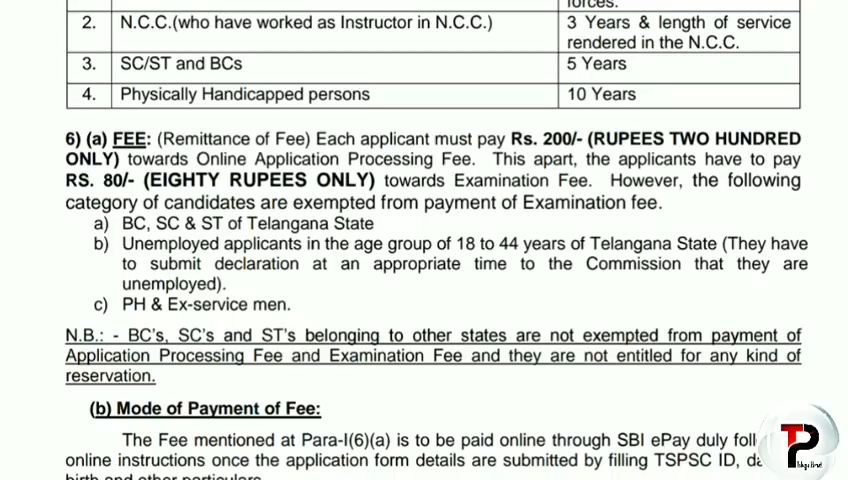 forces.
2. N.C.C.(who have worked as Instructor in N.C.C.) 3 Years & length of service
rendered in the N.C.C.
3. SC/ST and BCs 5 Years
4. Physically Handicapped persons 10 Years
6) (a) FEE: (Remittance of Fee) Each applicant must pay Rs. 200/- (RUPEES TWO HUNDRED
ONLY) towards Online Application Processing Fee. This apart, the applicants have to pay
RS. 80/- (EIGHTY RUPEES ONLY) towards Examination Fee. However, the following
category of candidates are exempted from payment of Examination fee.
a) BC, SC & ST of Telangana State
b) Unemployed applicants in the age group of 18 to 44 years of Telangana State (They have
to submit declaration at an appropriate time to the Commission that they are
unemployed).
c) PH & Ex-service men.
N.B.: - BC's, SC's and ST's belonging to other states are not exempted from payment of
Application Processing Fee and Examination Fee and they are not entitled for any kind of
reservation.
(b) Mode of Payment of Fee:
The Fee mentioned at Para-I(6)(a) is to be paid online through SBI ePay duly foll
online instructions once the application form details are submitted by filling TSPSC ID, da
birth and other particulars.
TP